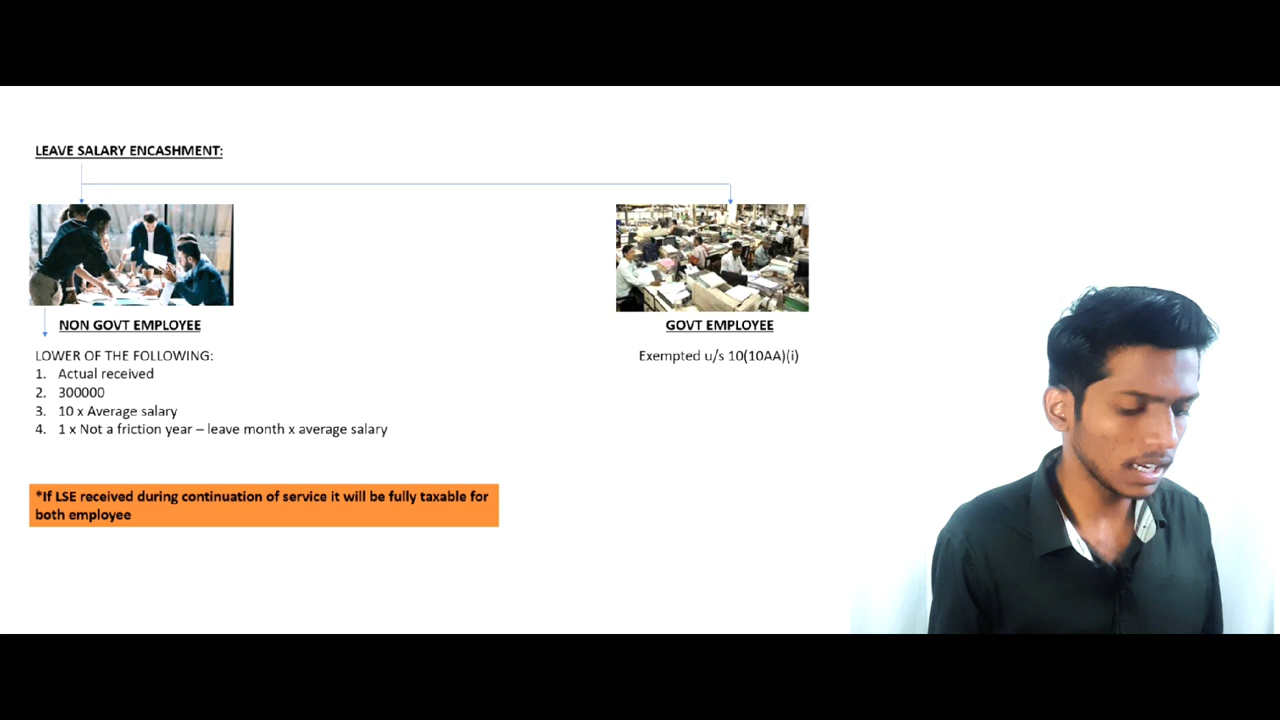 LEAVE SALARY ENCASHMENT:
NON GOVT EMPLOYEE
LOWER OF THE FOLLOWING:
1. Actual received
2. 300000
3. 10 x Average salary
4. 1 x Not a friction year – leave month x average salary
GOVT EMPLOYEE
Exempted u/s 10(10AA)(i)
*If LSE received during continuation of service it will be fully taxable for
both employee